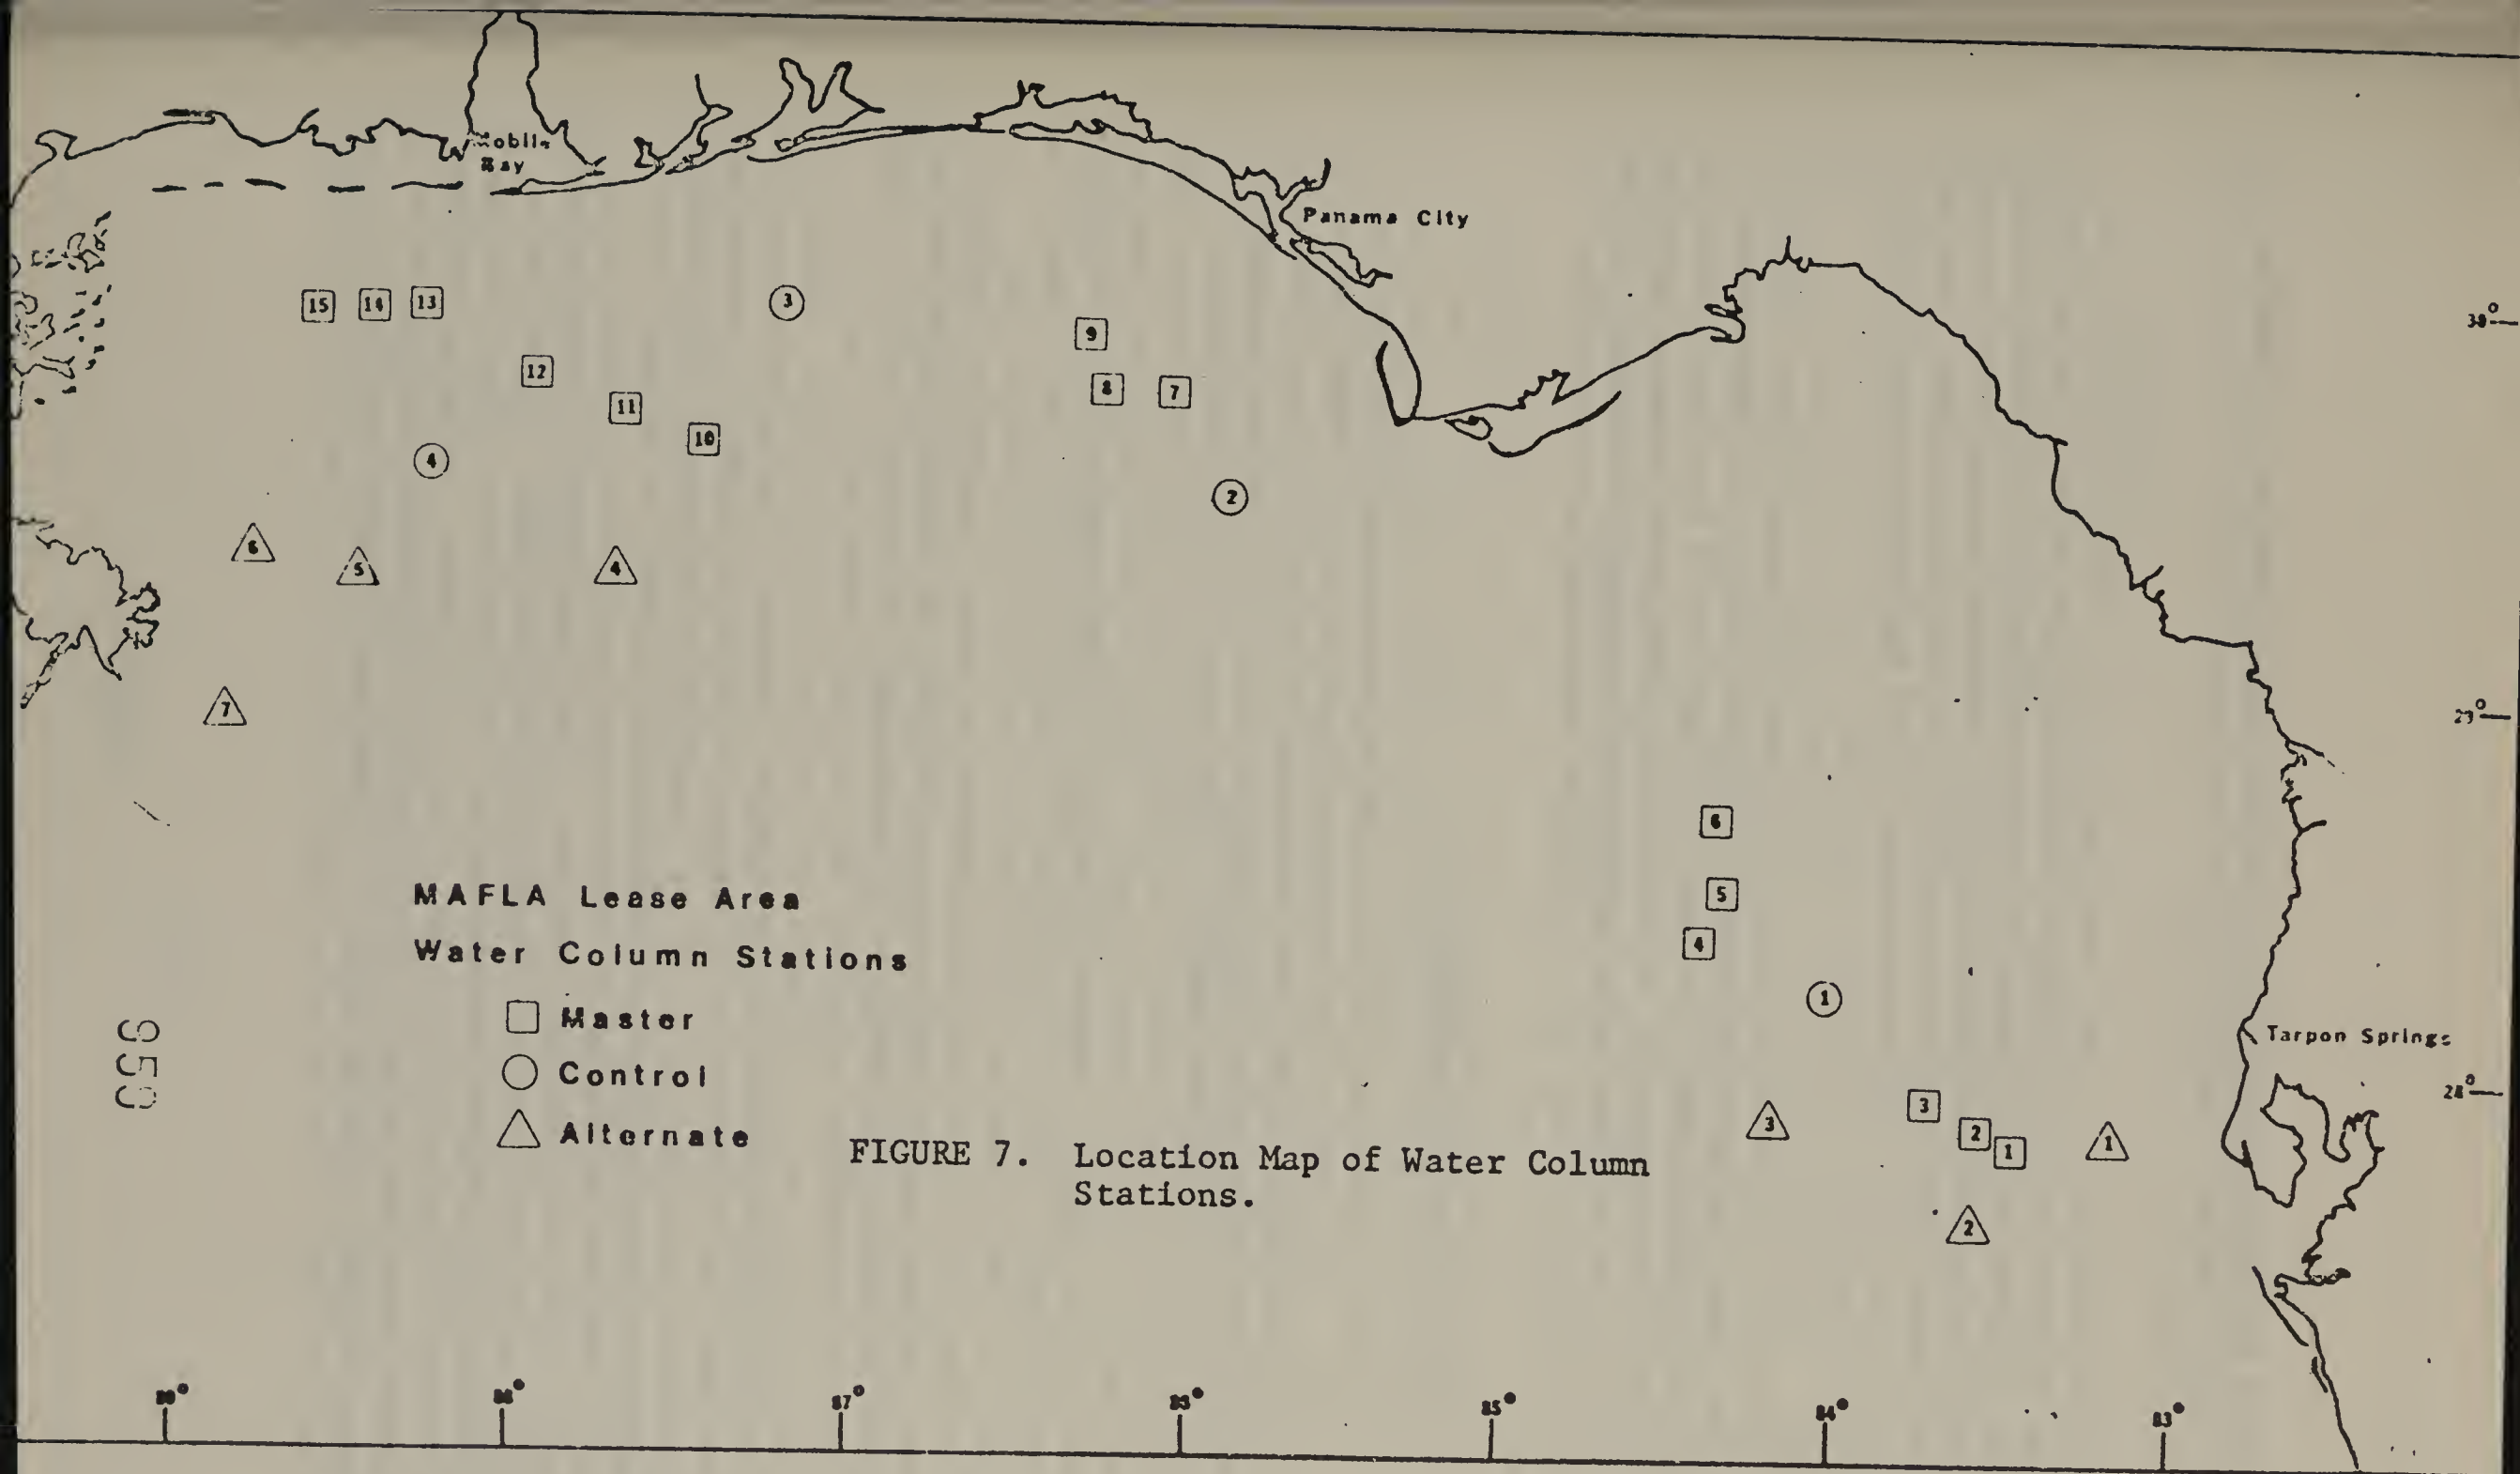 Mobile
Bay
Panama City
15 14 13
3
9
30°
12
8 7
11
10
4
2
6
5 4
7
29°
6
5
MAFLA Lease Area
4
Water Column Stations
1
Master
Tarpon Springs
Control
28°
3
3
2
1
1
Alternate
FIGURE 7. Location Map of Water Column
Stations.
2
87°
85°
84°
83°